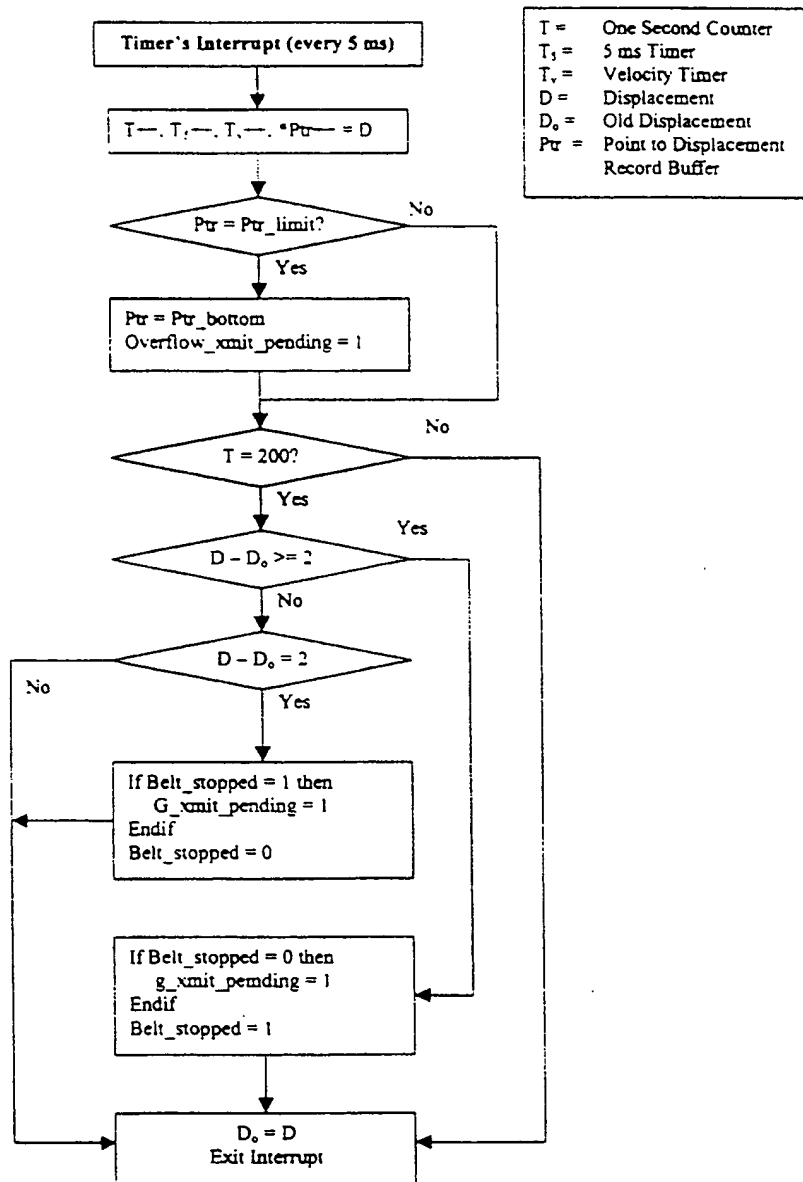 Timer's Interrupt (every 5 ms)
T = One Second Counter
T₅ = 5 ms Timer
Tᵥ = Velocity Timer
D = Displacement
Dₒ = Old Displacement
Ptr = Point to Displacement
Record Buffer
T—. T₅—. Tᵥ—. *Ptr— = D
Ptr = Ptr_limit?
No
Yes
Ptr = Ptr_bottom
Overflow_xmit_pending = 1
No
T = 200?
Yes
Yes
D – Dₒ >= 2
No
D – Dₒ = 2
No
Yes
If Belt_stopped = 1 then
G_xmit_pending = 1
Endif
Belt_stopped = 0
If Belt_stopped = 0 then
g_xmit_pemding = 1
Endif
Belt_stopped = 1
Dₒ = D
Exit Interrupt